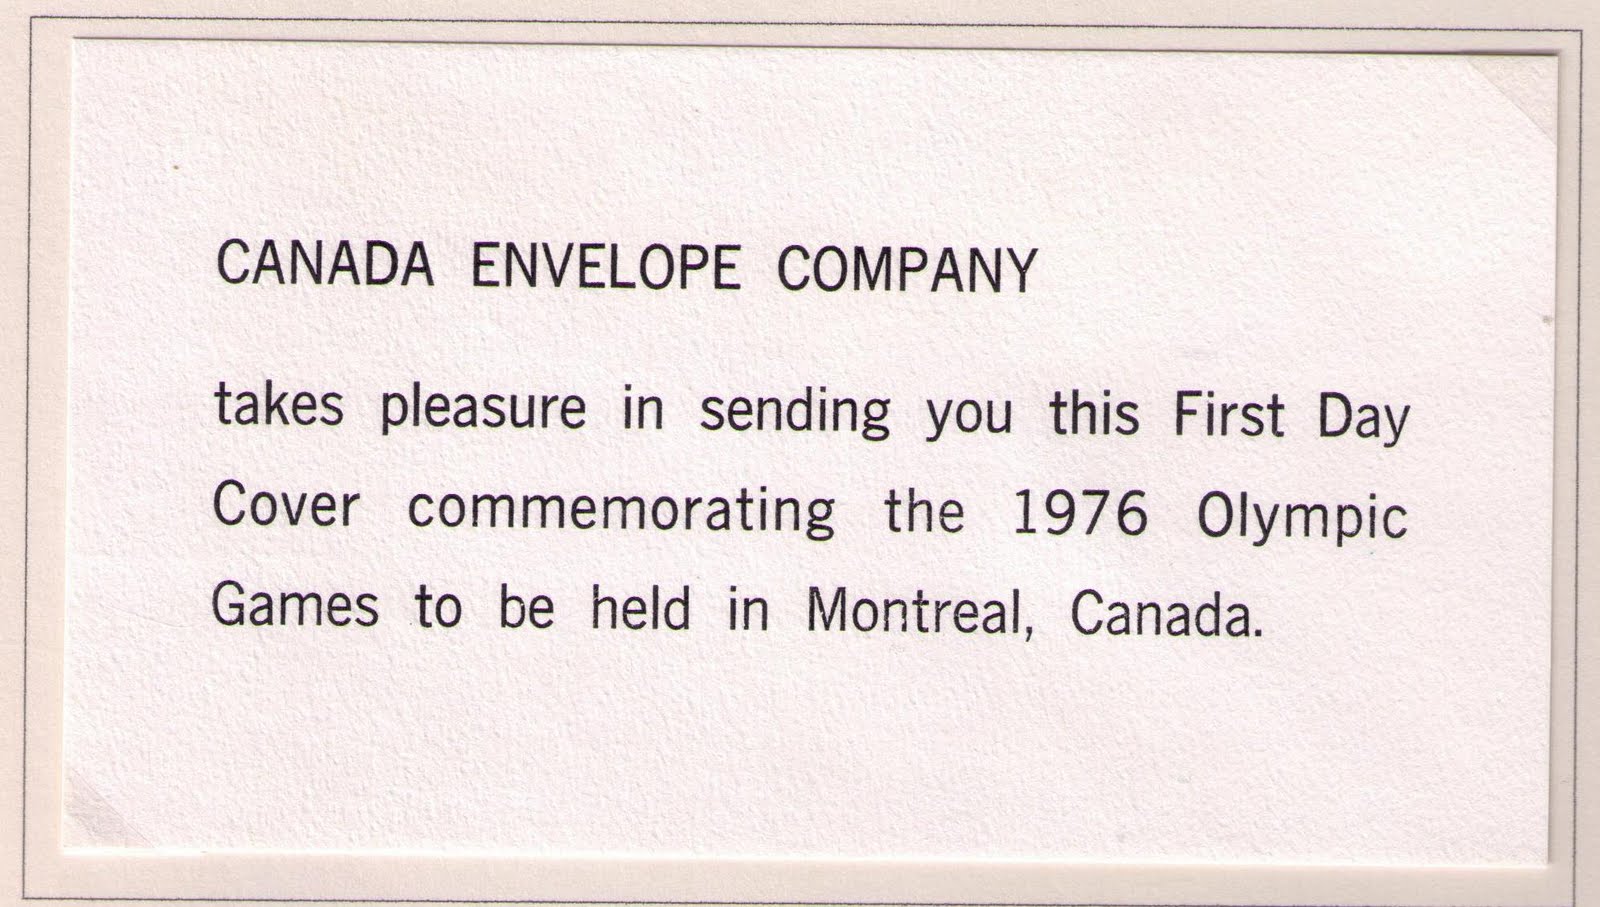 CANADA ENVELOPE COMPANY
takes pleasure in sending you this First Day
Cover commemorating the 1976 Olympic
Games to be held in Montreal, Canada.